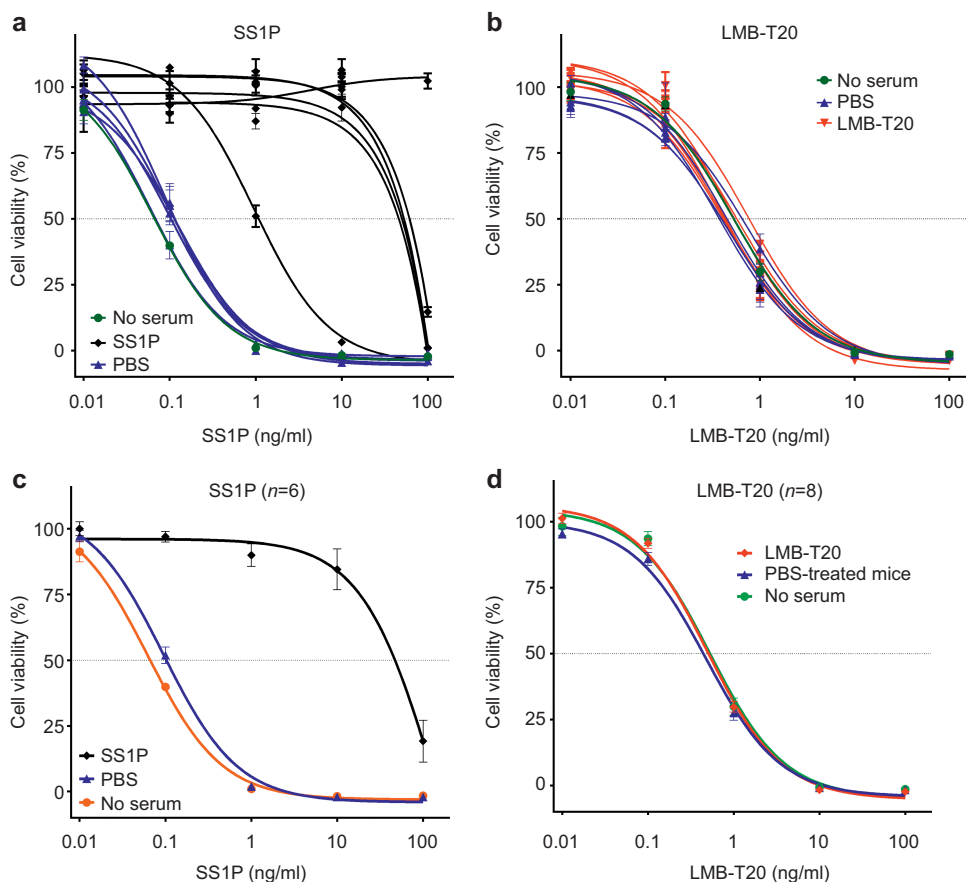 a
SS1P
100
75
50
25
0
Cell viability (%)
No serum
SS1P
PBS
0.01 0.1 1 10 100
SS1P (ng/ml)
b
LMB-T20
100
75
50
25
0
Cell viability (%)
No serum
PBS
LMB-T20
0.01 0.1 1 10 100
LMB-T20 (ng/ml)
c
SS1P (n=6)
100
75
50
25
0
Cell viability (%)
SS1P
PBS
No serum
0.01 0.1 1 10 100
SS1P (ng/ml)
d
LMB-T20 (n=8)
100
75
50
25
0
Cell viability (%)
LMB-T20
PBS-treated mice
No serum
0.01 0.1 1 10 100
LMB-T20 (ng/ml)